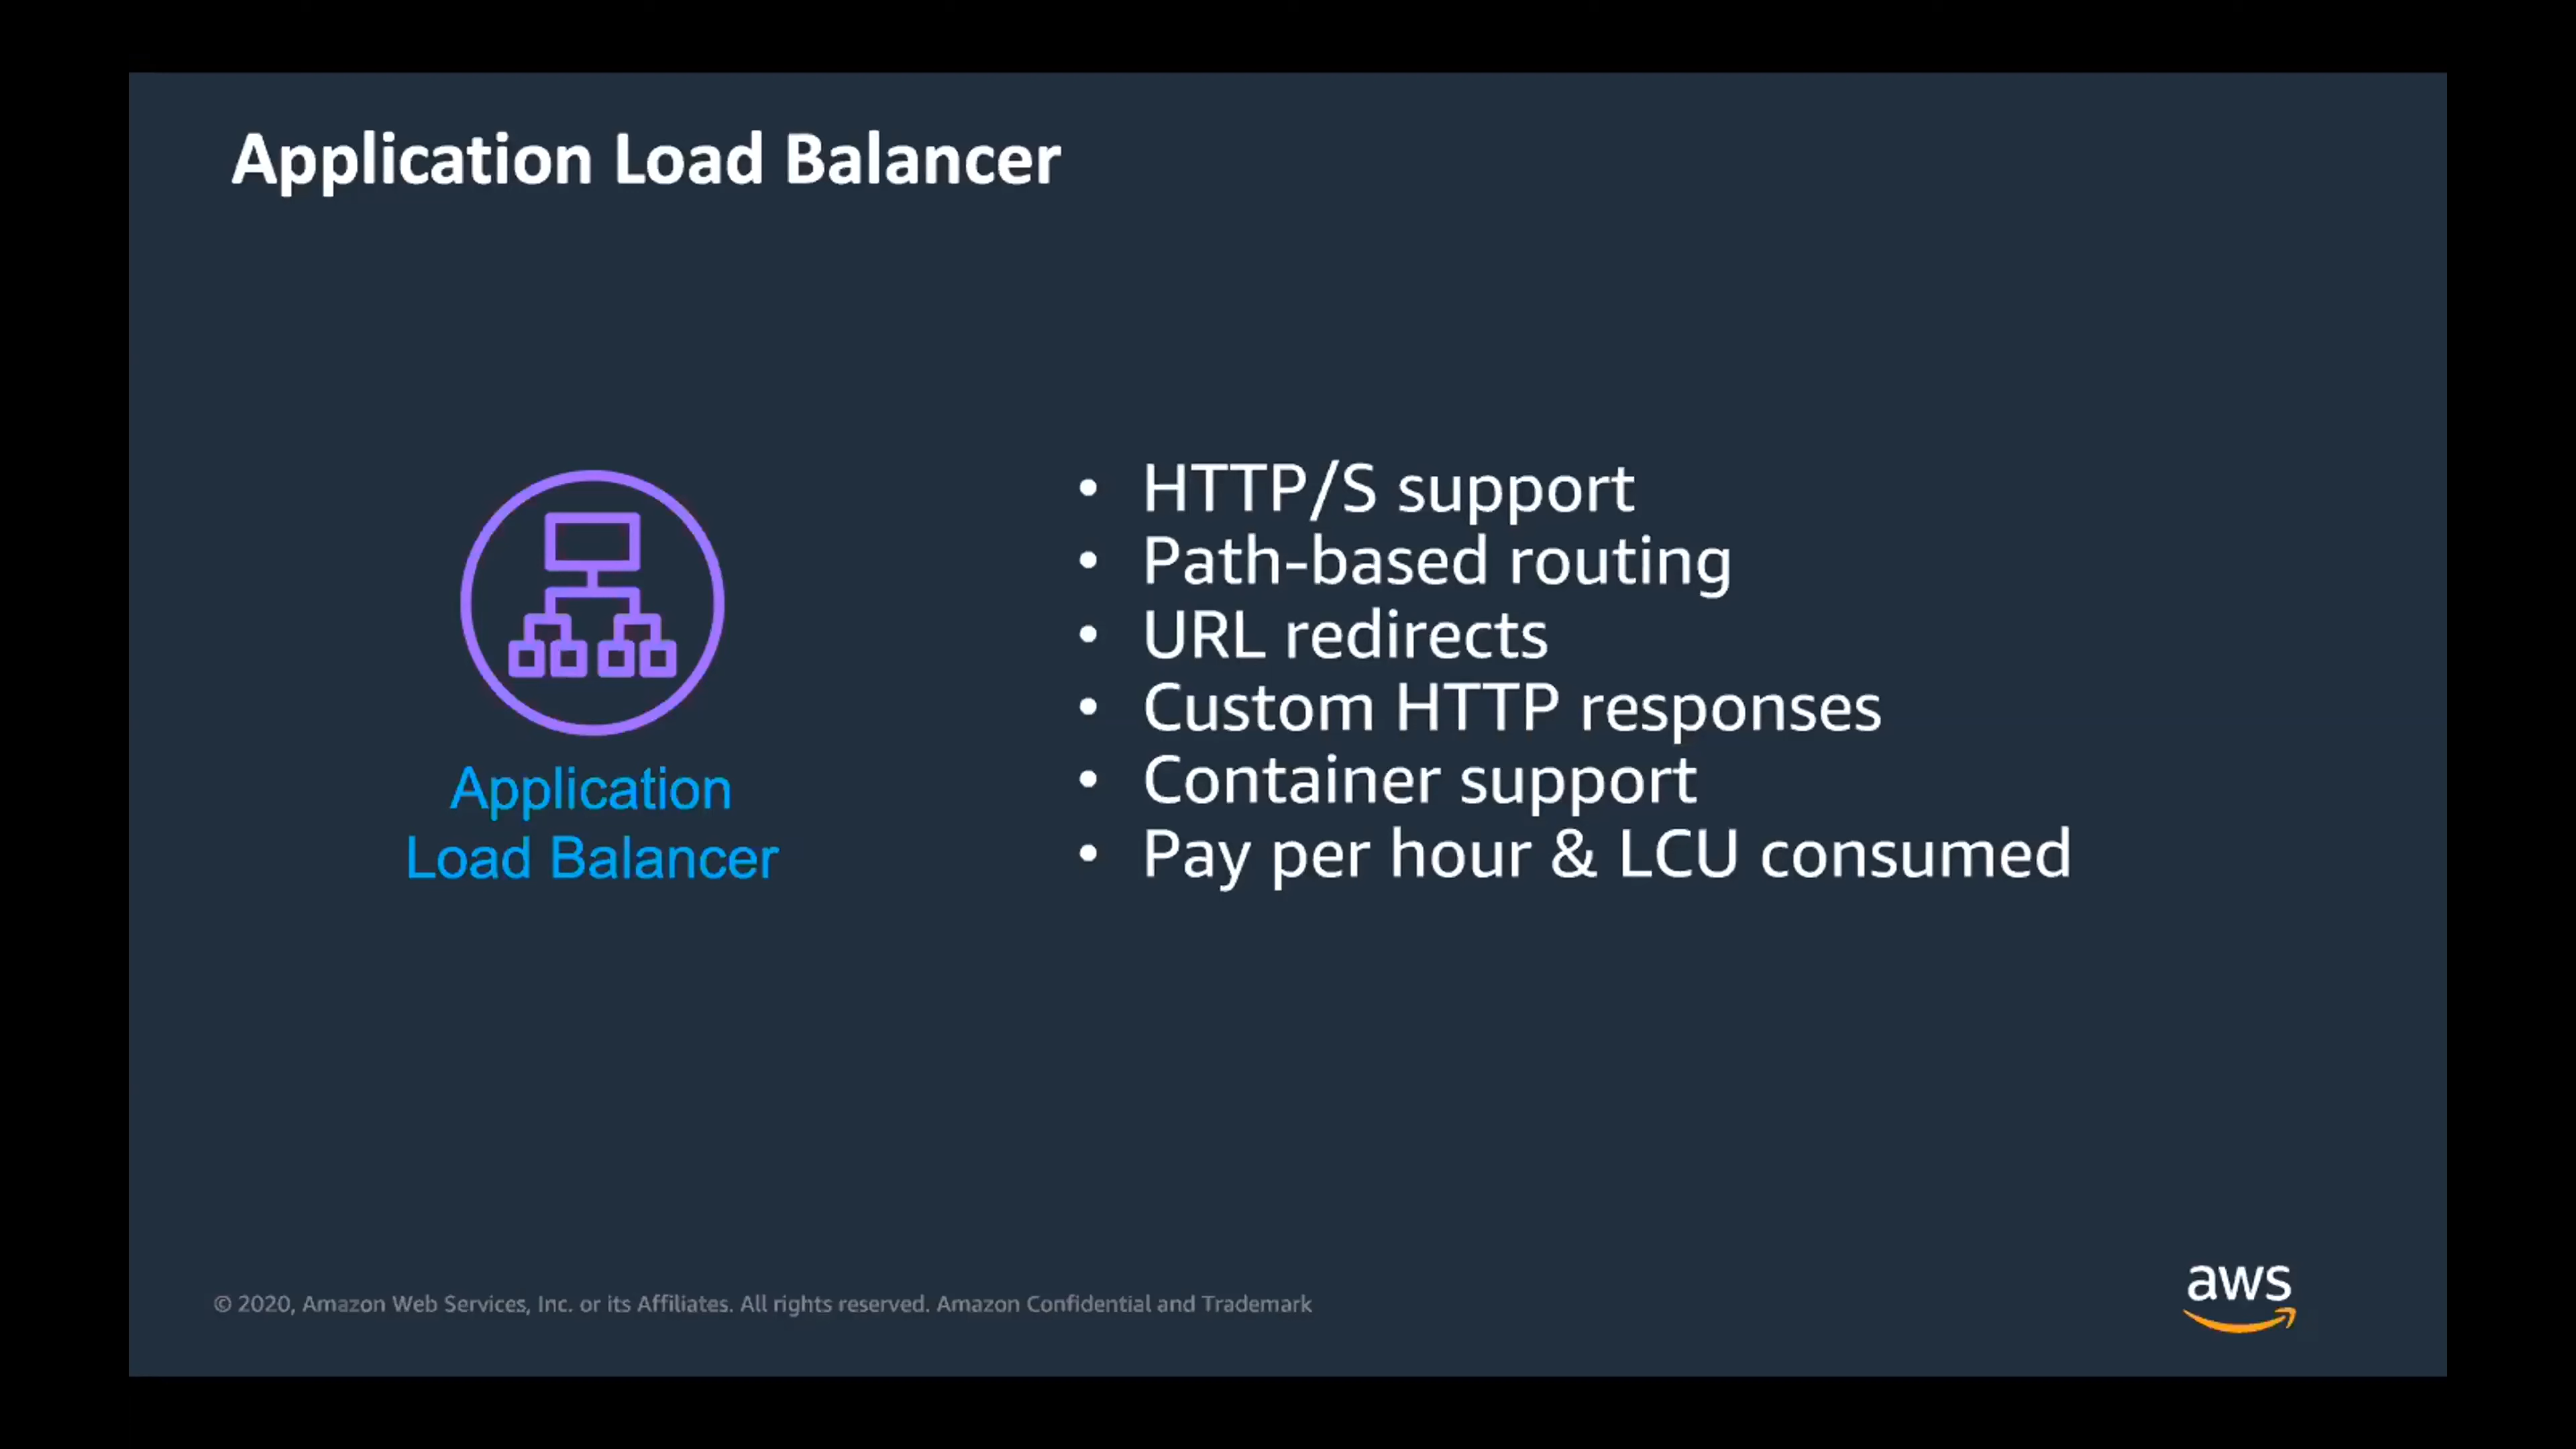 Application Load Balancer
Application
Load Balancer
• HTTP/S support
• Path-based routing
• URL redirects
• Custom HTTP responses
• Container support
• Pay per hour & LCU consumed
© 2020, Amazon Web Services, Inc. or its Affiliates. All rights reserved. Amazon Confidential and Trademark
aws